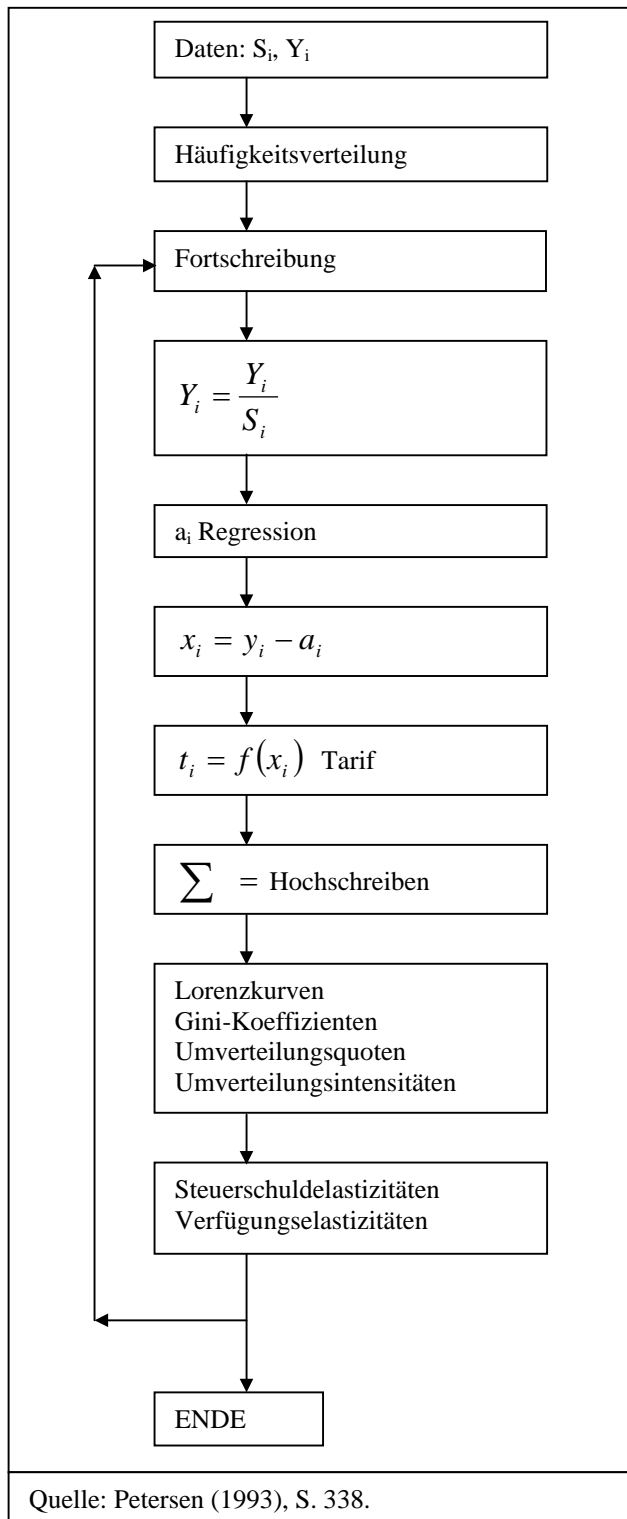 Daten: Sᵢ, Yᵢ
Häufigkeitsverteilung
Fortschreibung
Yᵢ = Yᵢ / Sᵢ
aᵢ Regression
xᵢ = yᵢ − aᵢ
tᵢ = f(xᵢ) Tarif
∑ = Hochschreiben
Lorenzkurven
Gini-Koeffizienten
Umverteilungsquoten
Umverteilungsintensitäten
Steuerschuldelastizitäten
Verfügungselastizitäten
ENDE
Quelle: Petersen (1993), S. 338.